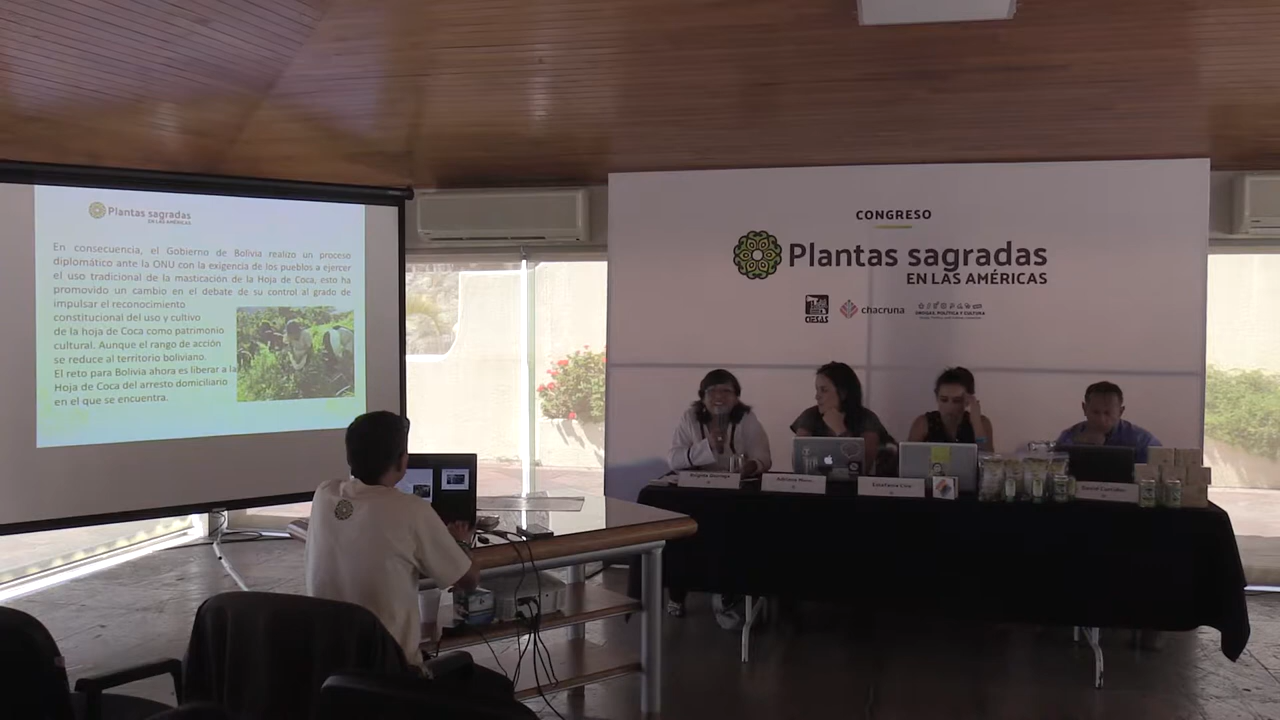 Plantas sagradas
EN LAS AMÉRICAS
En consecuencia, el Gobierno de Bolivia realizo un proceso
diplomático ante la ONU con la exigencia de los pueblos a ejercer
el uso tradicional de la masticación de la Hoja de Coca, esto ha
promovido un cambio en el debate de su control al grado de
impulsar el reconocimiento
constitucional del uso y cultivo
de la hoja de Coca como patrimonio
cultural. Aunque el rango de acción
se reduce al territorio boliviano.
El reto para Bolivia ahora es liberar a la
Hoja de Coca del arresto domiciliario
en el que se encuentra.
CONGRESO
Plantas sagradas
EN LAS AMÉRICAS
CIESAS
chacruna
DROGAS, POLÍTICA Y CULTURA